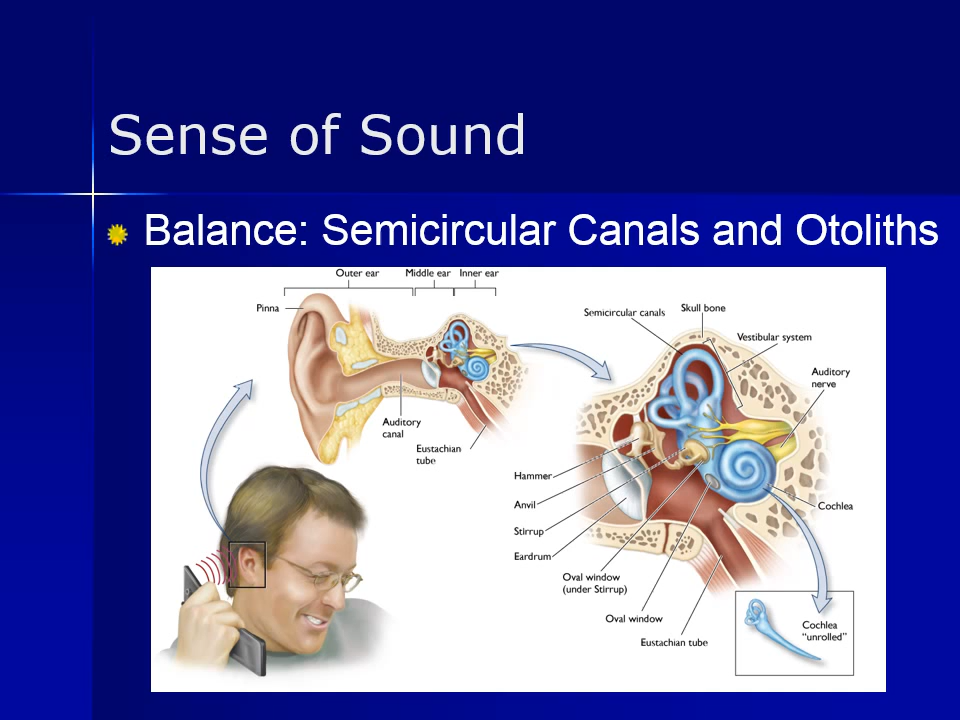 Sense of Sound
Balance: Semicircular Canals and Otoliths
Outer ear
Middle ear
Inner ear
Pinna
Auditory
canal
Eustachian
tube
Semicircular canals
Skull bone
Vestibular system
Auditory
nerve
Hammer
Anvil
Stirrup
Eardrum
Oval window
(under Stirrup)
Oval window
Eustachian tube
Cochlea
Cochlea
"unrolled"